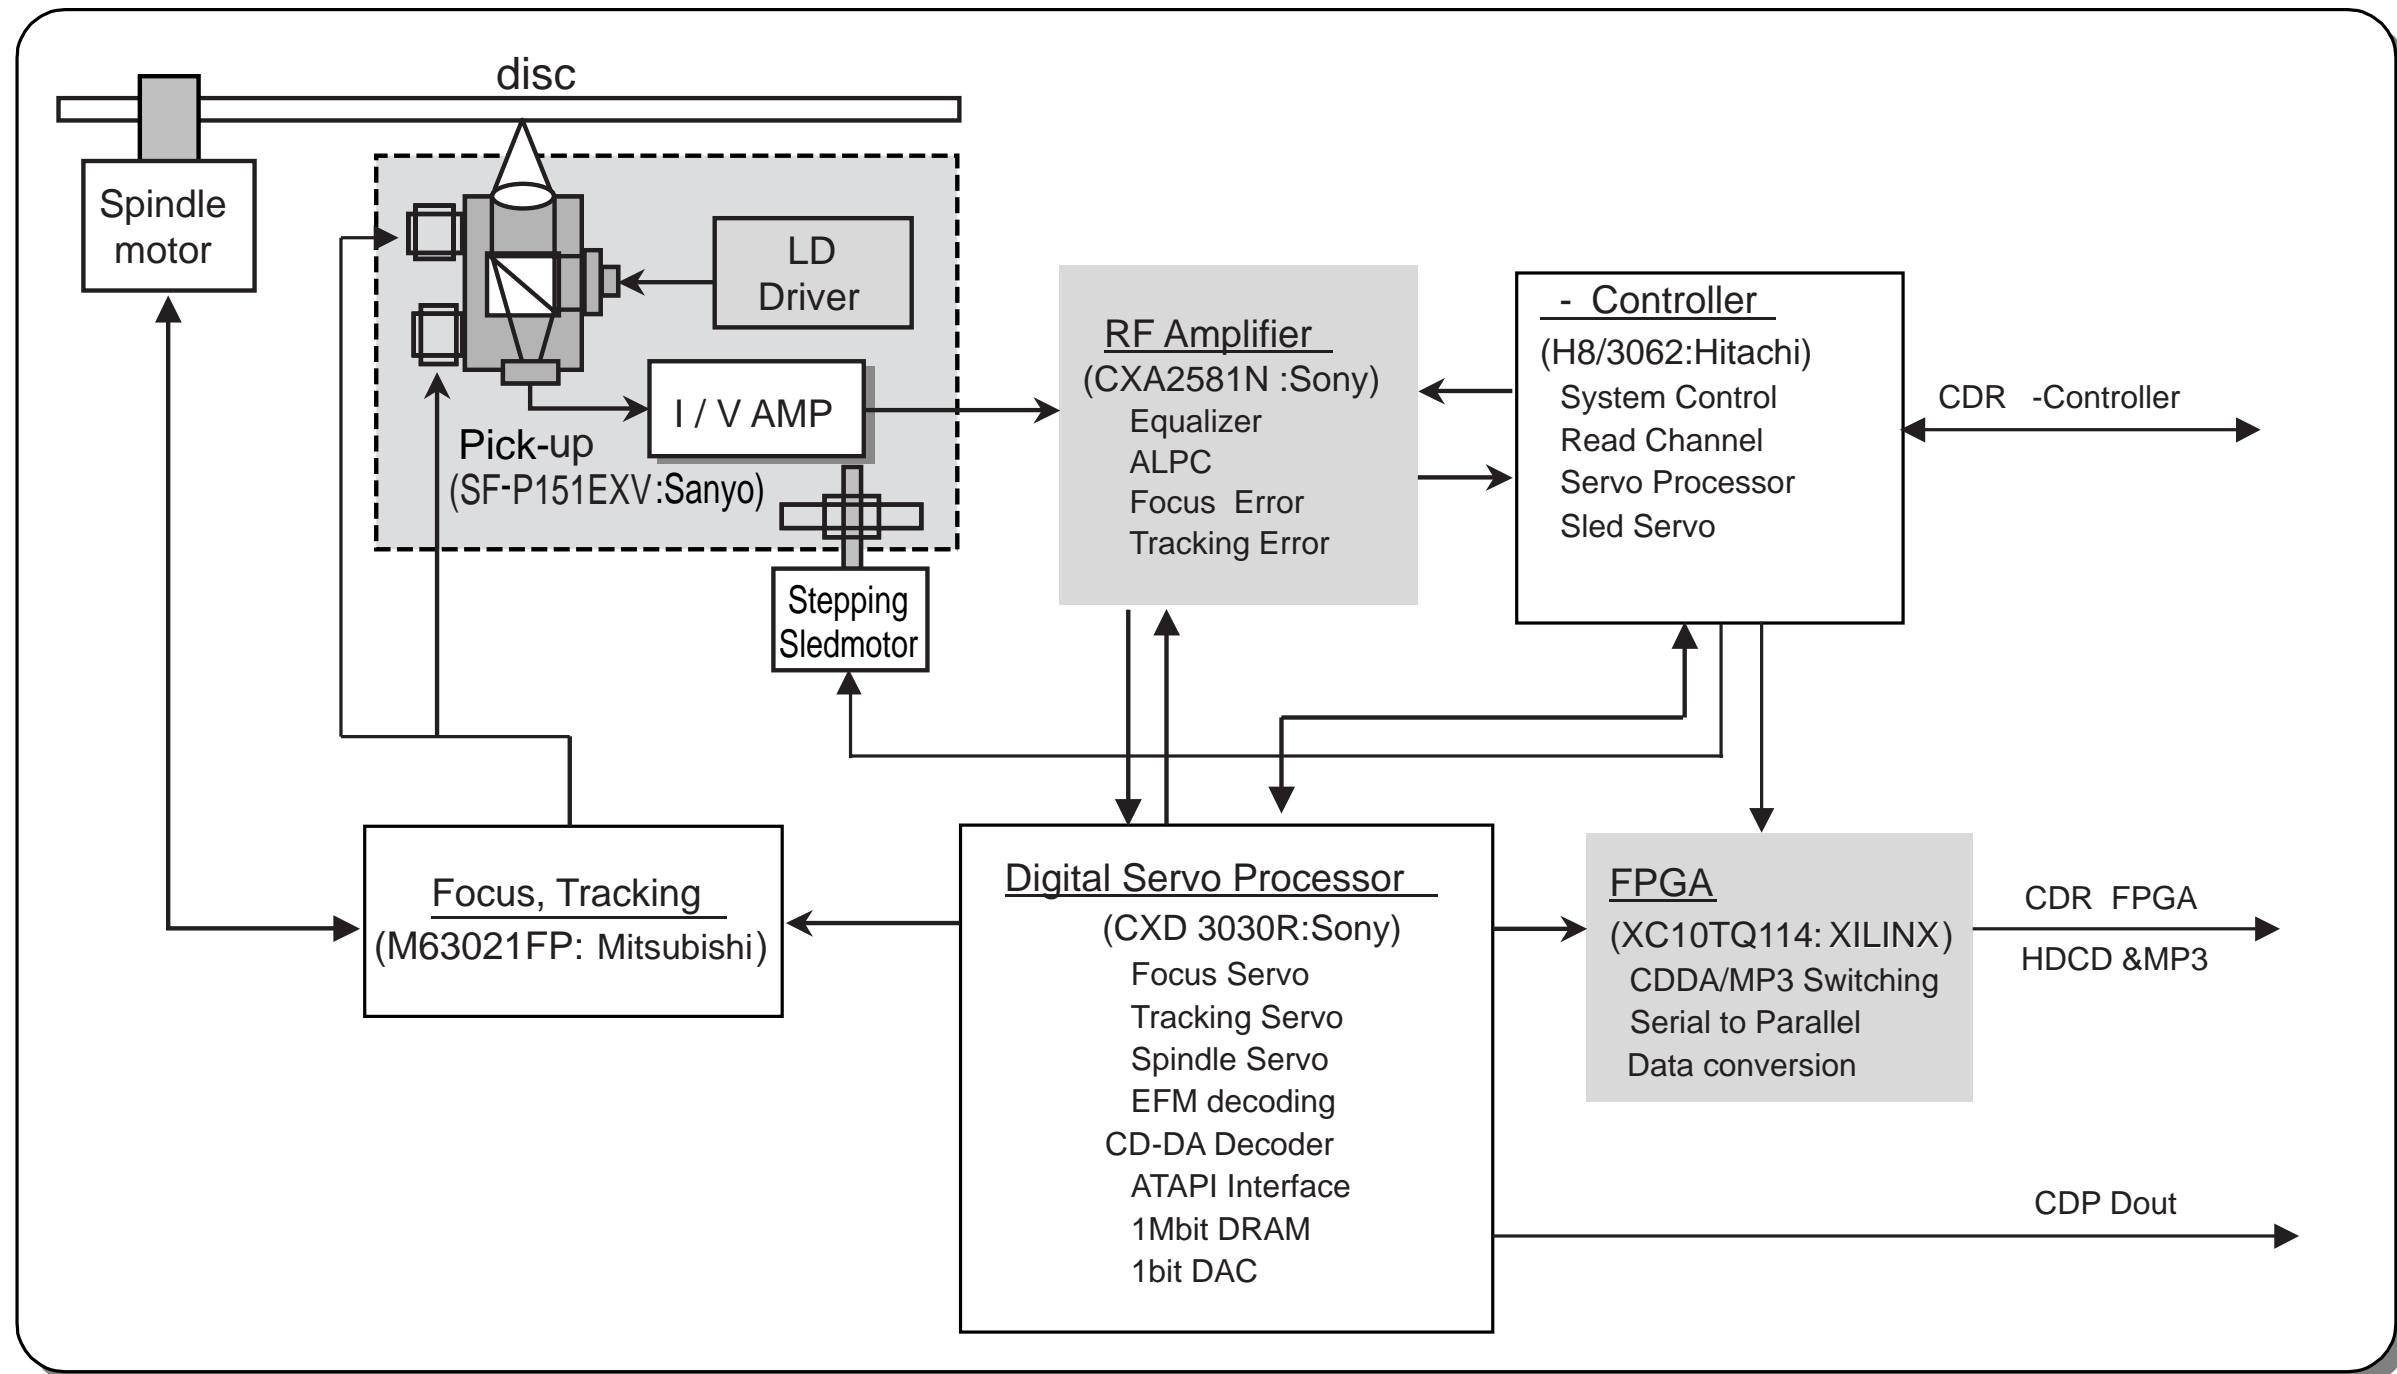 disc
Spindle
motor
LD
Driver
I / V AMP
Pick-up
(SF-P151EXV:Sanyo)
Stepping
Sledmotor
RF Amplifier
(CXA2581N :Sony)
Equalizer
ALPC
Focus Error
Tracking Error
- Controller
(H8/3062:Hitachi)
System Control
Read Channel
Servo Processor
Sled Servo
CDR -Controller
Focus, Tracking
(M63021FP: Mitsubishi)
Digital Servo Processor
(CXD 3030R:Sony)
Focus Servo
Tracking Servo
Spindle Servo
EFM decoding
CD-DA Decoder
ATAPI Interface
1Mbit DRAM
1bit DAC
FPGA
(XC10TQ114: XILINX)
CDDA/MP3 Switching
Serial to Parallel
Data conversion
CDR FPGA
HDCD &MP3
CDP Dout